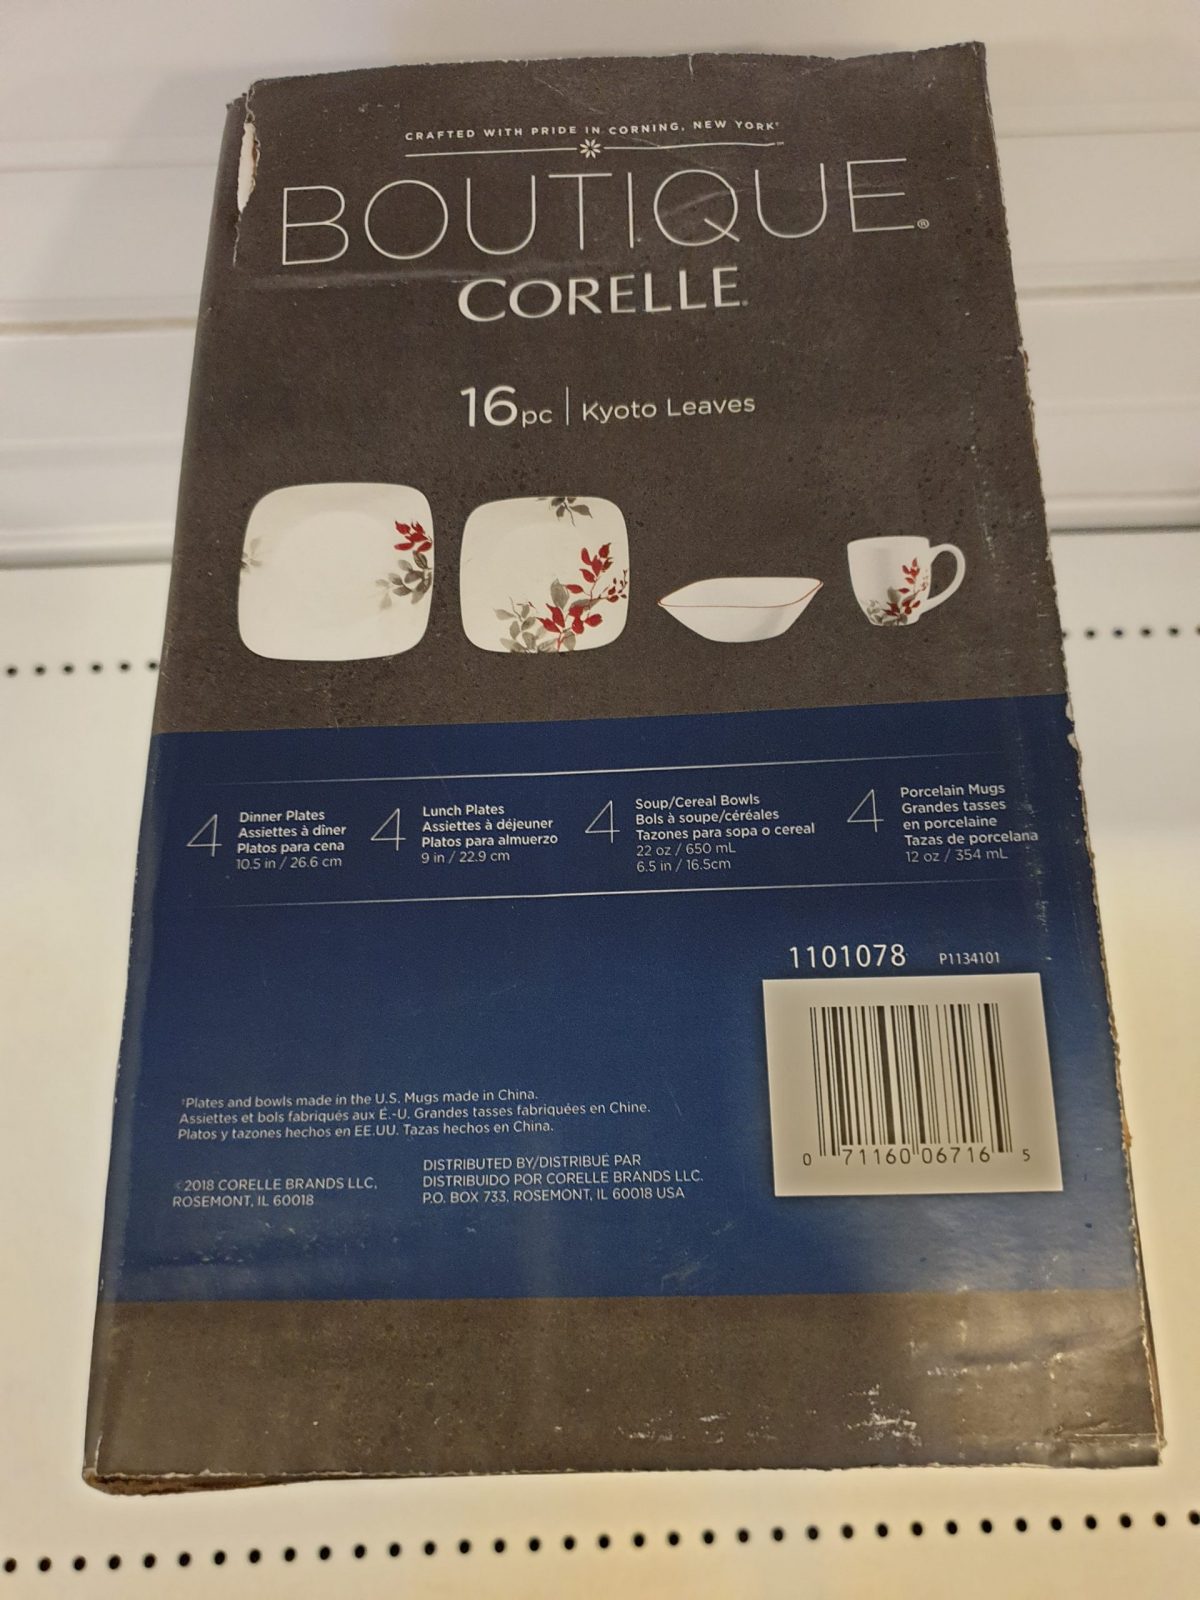 CRAFTED WITH PRIDE IN CORNING, NEW YORK†
BOUTIQUE®
CORELLE®
16pc | Kyoto Leaves
4 Dinner Plates
Assiettes à dîner
Platos para cena
10.5 in / 26.6 cm
4 Lunch Plates
Assiettes à déjeuner
Platos para almuerzo
9 in / 22.9 cm
4 Soup/Cereal Bowls
Bols à soupe/céréales
Tazones para sopa o cereal
22 oz / 650 mL
6.5 in / 16.5cm
4 Porcelain Mugs
Grandes tasses
en porcelaine
Tazas de porcelana
12 oz / 354 mL
1101078 P1134101
0 71160 06716 5
†Plates and bowls made in the U.S. Mugs made in China.
Assiettes et bols fabriqués aux É.-U. Grandes tasses fabriquées en Chine.
Platos y tazones hechos en EE.UU. Tazas hechos en China.
©2018 CORELLE BRANDS LLC,
ROSEMONT, IL 60018
DISTRIBUTED BY/DISTRIBUÉ PAR
DISTRIBUIDO POR CORELLE BRANDS LLC.
P.O. BOX 733, ROSEMONT, IL 60018 USA